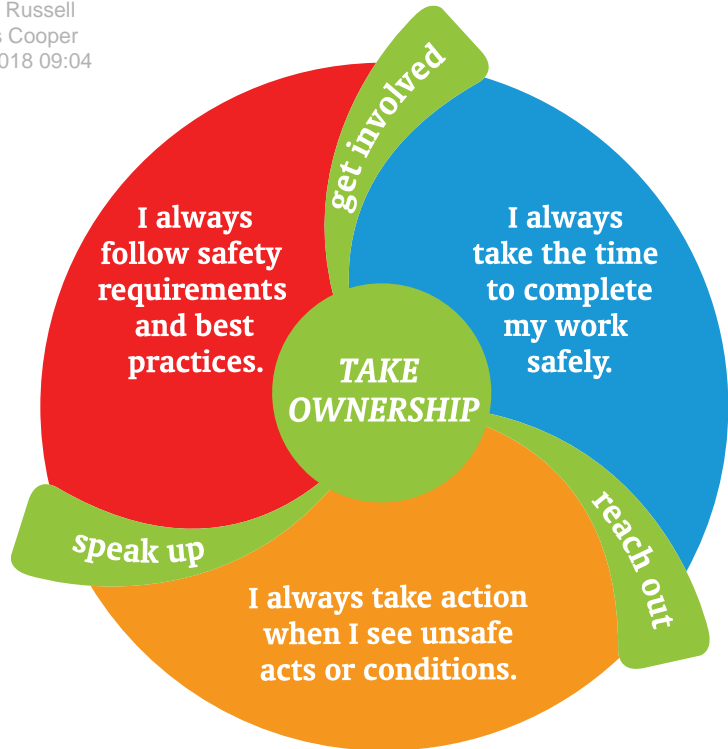 Russell
Cooper
018 09:04
get involved
I always
follow safety
requirements
and best
practices.
I always
take the time
to complete
my work
safely.
TAKE
OWNERSHIP
speak up
reach out
I always take action
when I see unsafe
acts or conditions.